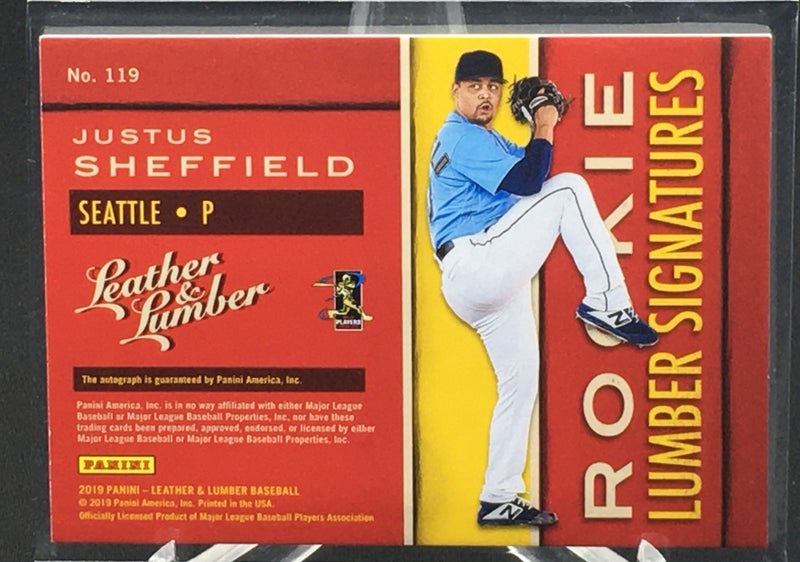 No. 119
JUSTUS
SHEFFIELD
SEATTLE • P
Leather
&
Lumber
PLAYERS
The autograph is guaranteed by Panini America, Inc.
Panini America, Inc. is in no way affiliated with either Major League
Baseball or Major League Baseball Properties, Inc., nor have these
trading cards been prepared, approved, endorsed, or licensed by either
Major League Baseball or Major League Baseball Properties, Inc.
PANINI
2019 PANINI – LEATHER & LUMBER BASEBALL
© 2019 Panini America, Inc. Printed in the USA.
Officially Licensed Product of Major League Baseball Players Association
ROOKIE
LUMBER SIGNATURES